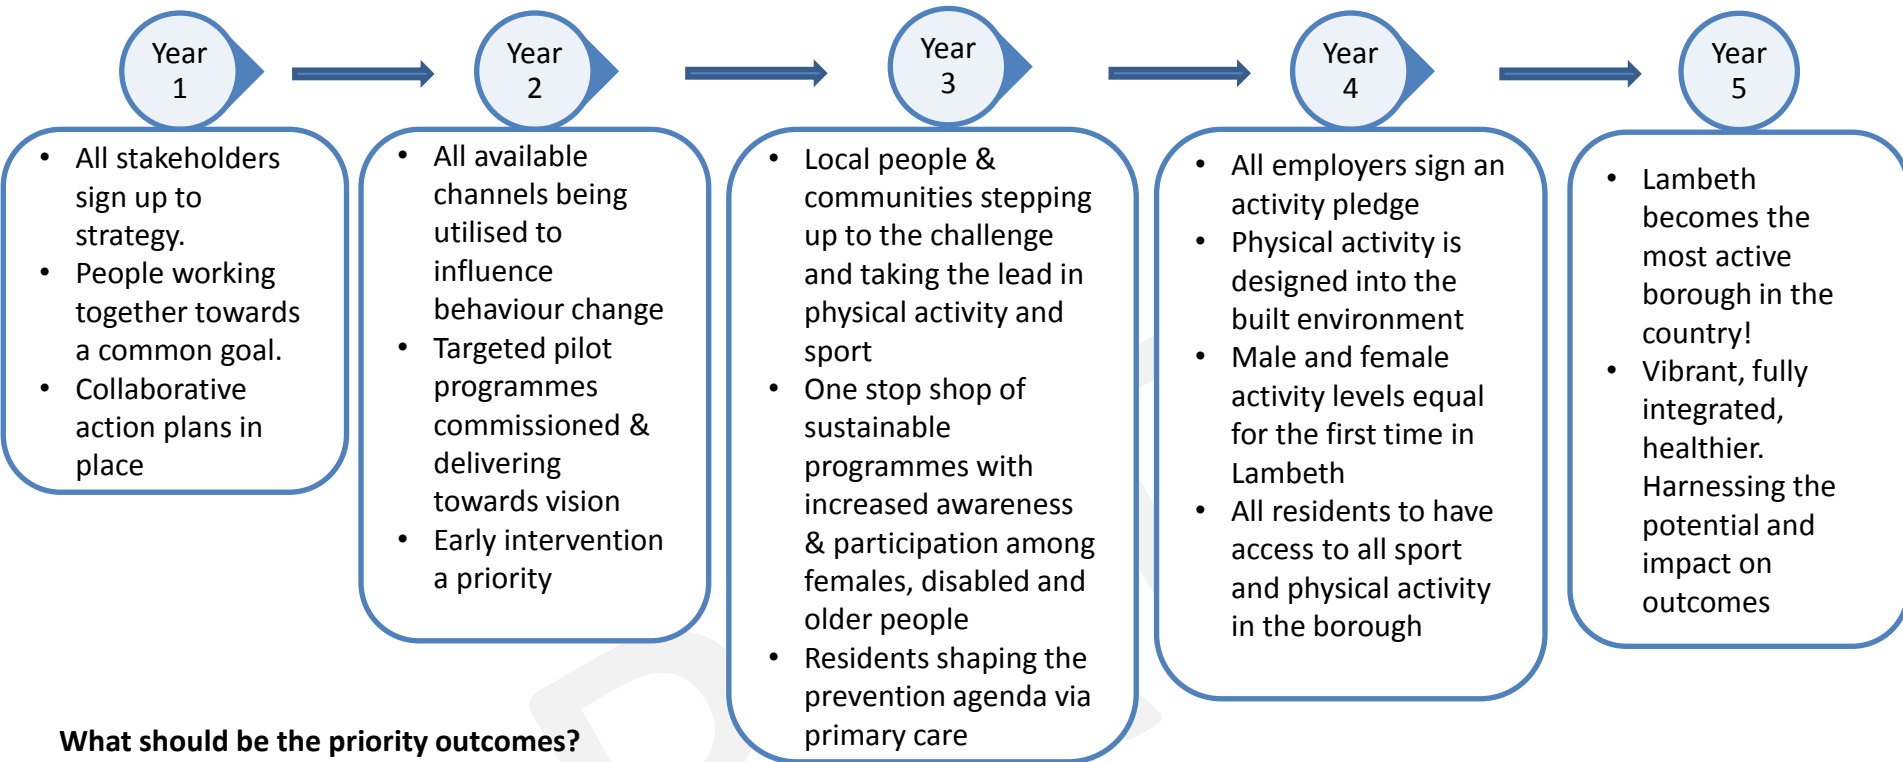 Year
1
Year
2
Year
3
Year
4
Year
5
• All stakeholders
sign up to
strategy.
• People working
together towards
a common goal.
• Collaborative
action plans in
place
• All available
channels being
utilised to
influence
behaviour change
• Targeted pilot
programmes
commissioned &
delivering
towards vision
• Early intervention
a priority
• Local people &
communities stepping
up to the challenge
and taking the lead in
physical activity and
sport
• One stop shop of
sustainable
programmes with
increased awareness
& participation among
females, disabled and
older people
• Residents shaping the
prevention agenda via
primary care
• All employers sign an
activity pledge
• Physical activity is
designed into the
built environment
• Male and female
activity levels equal
for the first time in
Lambeth
• All residents to have
access to all sport
and physical activity
in the borough
• Lambeth
becomes the
most active
borough in the
country!
• Vibrant, fully
integrated,
healthier.
Harnessing the
potential and
impact on
outcomes
What should be the priority outcomes?